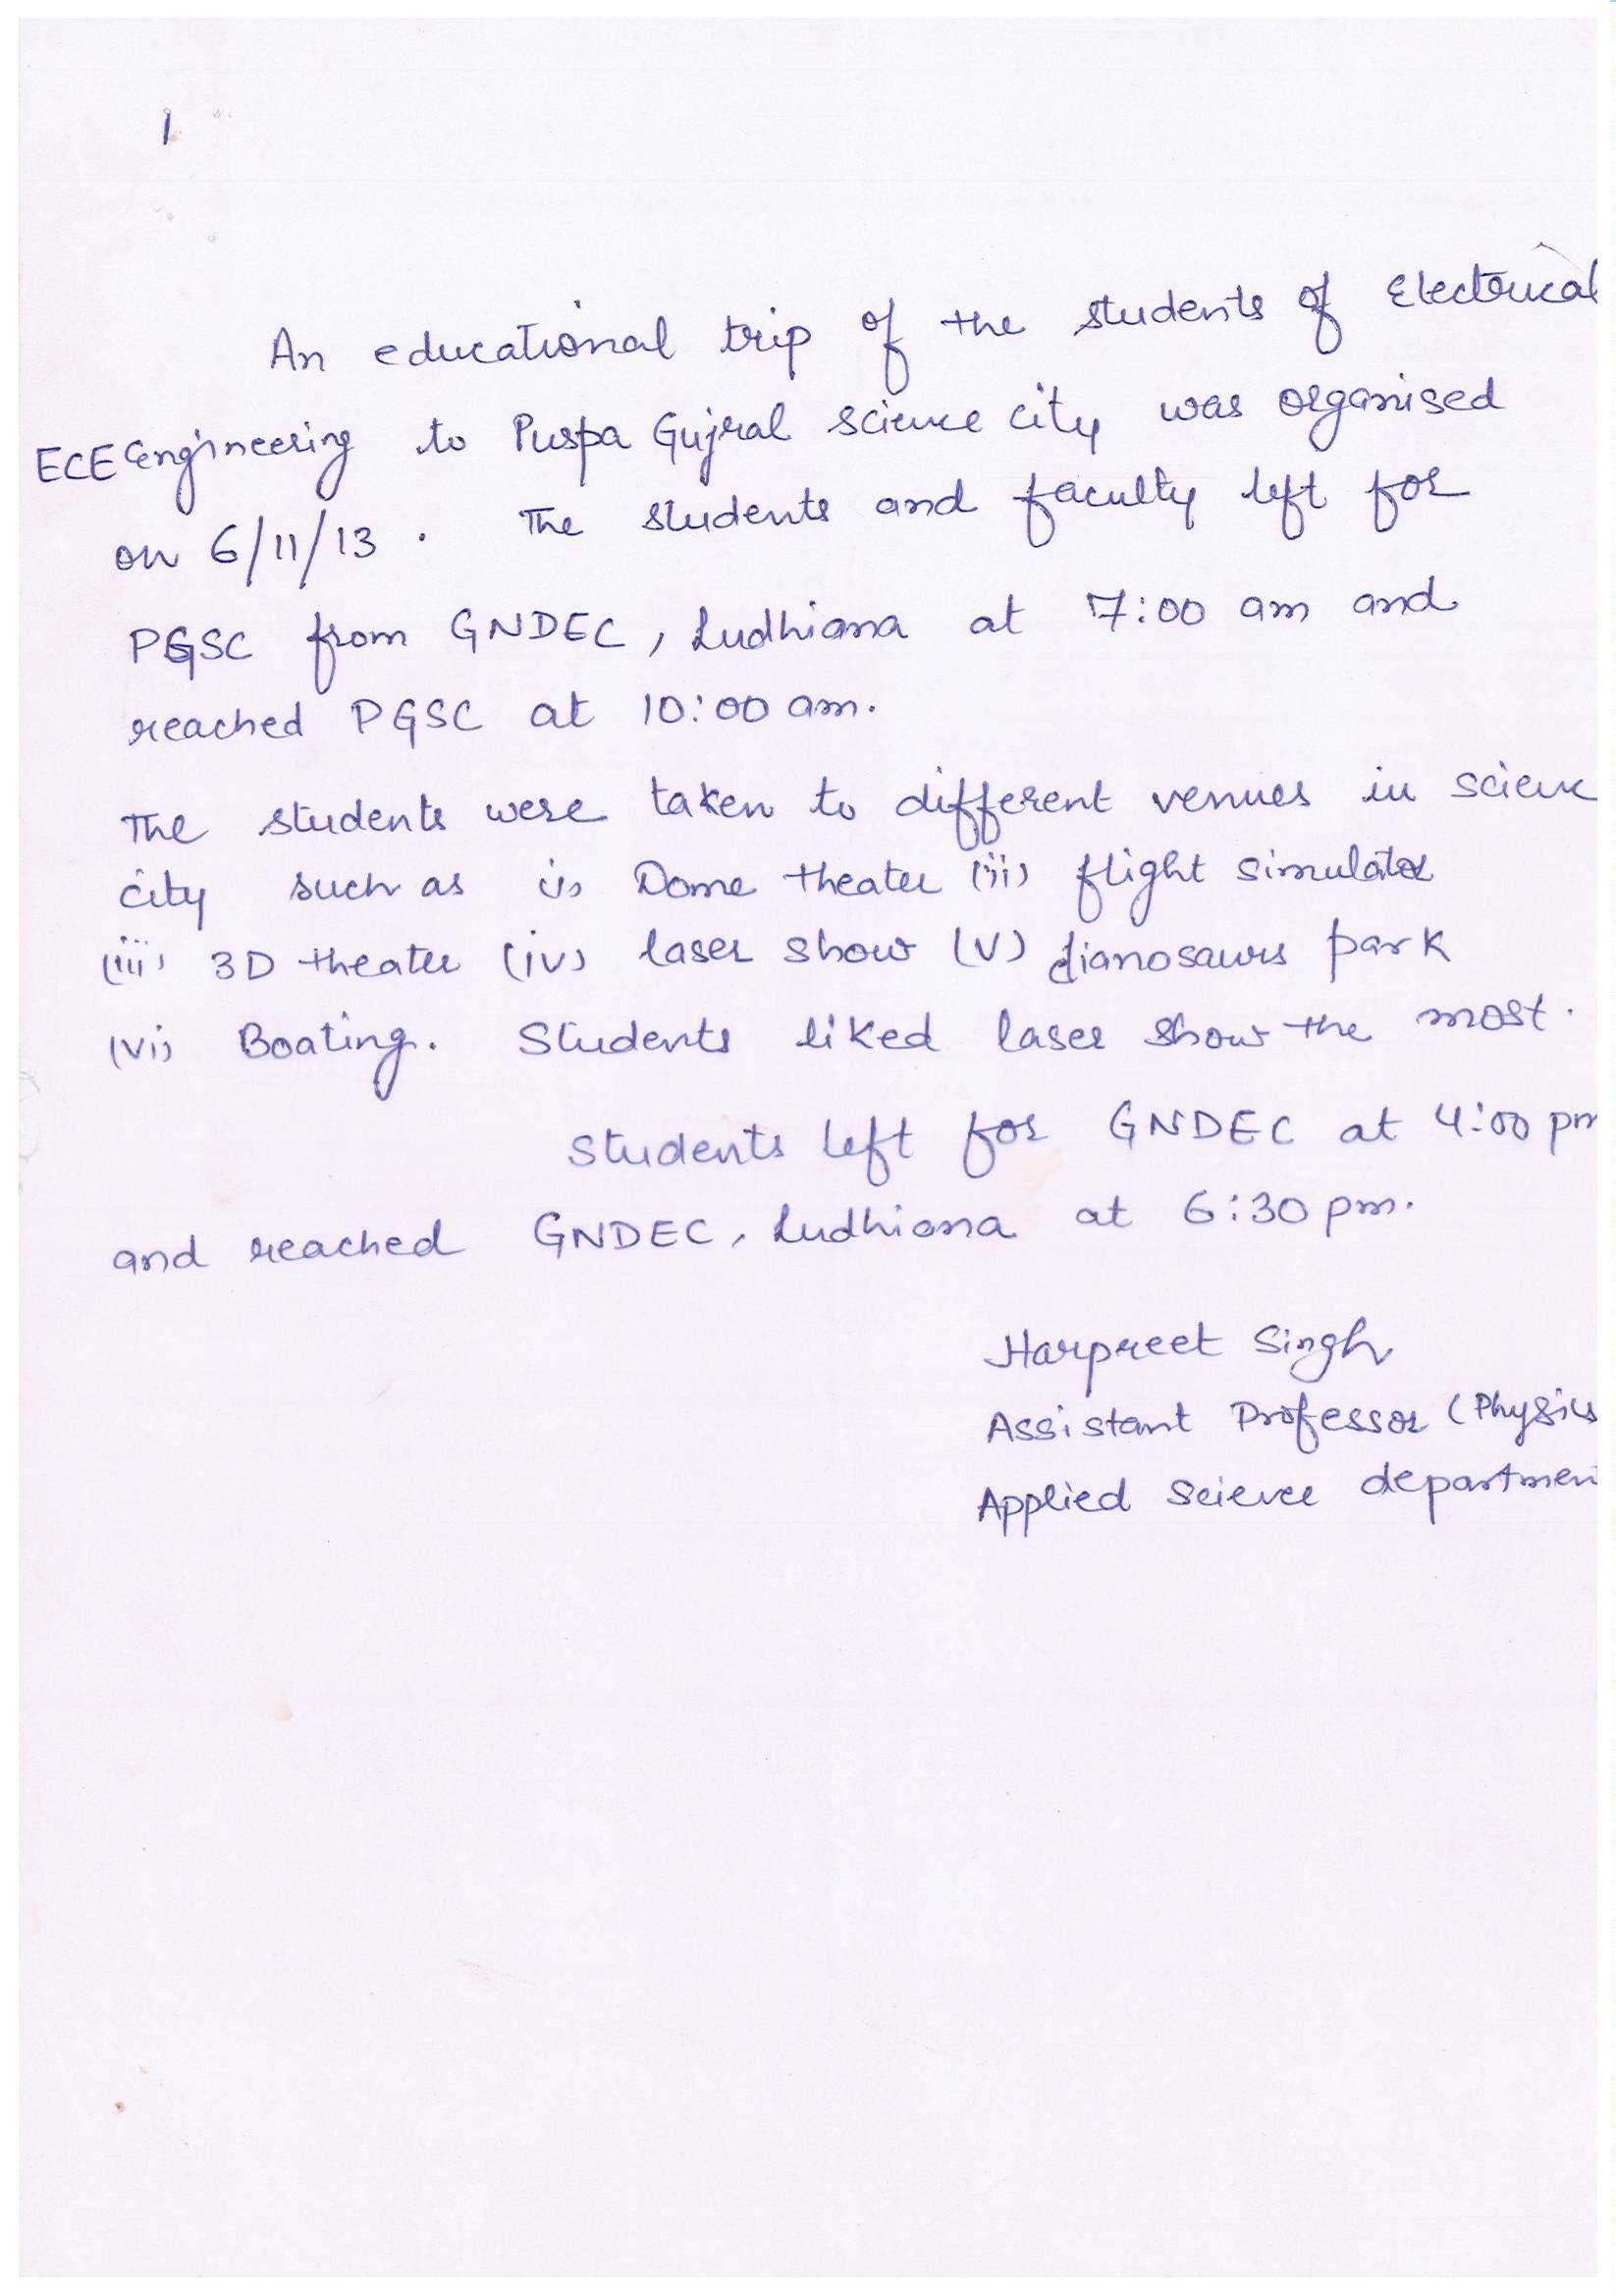 1
An educational trip of the students of Electrical
ECE Engineering to Puspa Gujral Science City was organised
on 6/11/13 . The students and faculty left for
PGSC from GNDEC, Ludhiana at 7:00 am and
reached PGSC at 10:00 am.
The students were taken to different venues in scienc
city such as (i) Dome theater (ii) flight simulator
(iii) 3D theater (iv) laser show (v) dianosaurs park
(vi) Boating. Students liked laser show the most.
Students left for GNDEC at 4:00 pm
and reached GNDEC, Ludhiana at 6:30 pm.
Harpreet Singh
Assistant Professor (Physics
Applied Science departmen